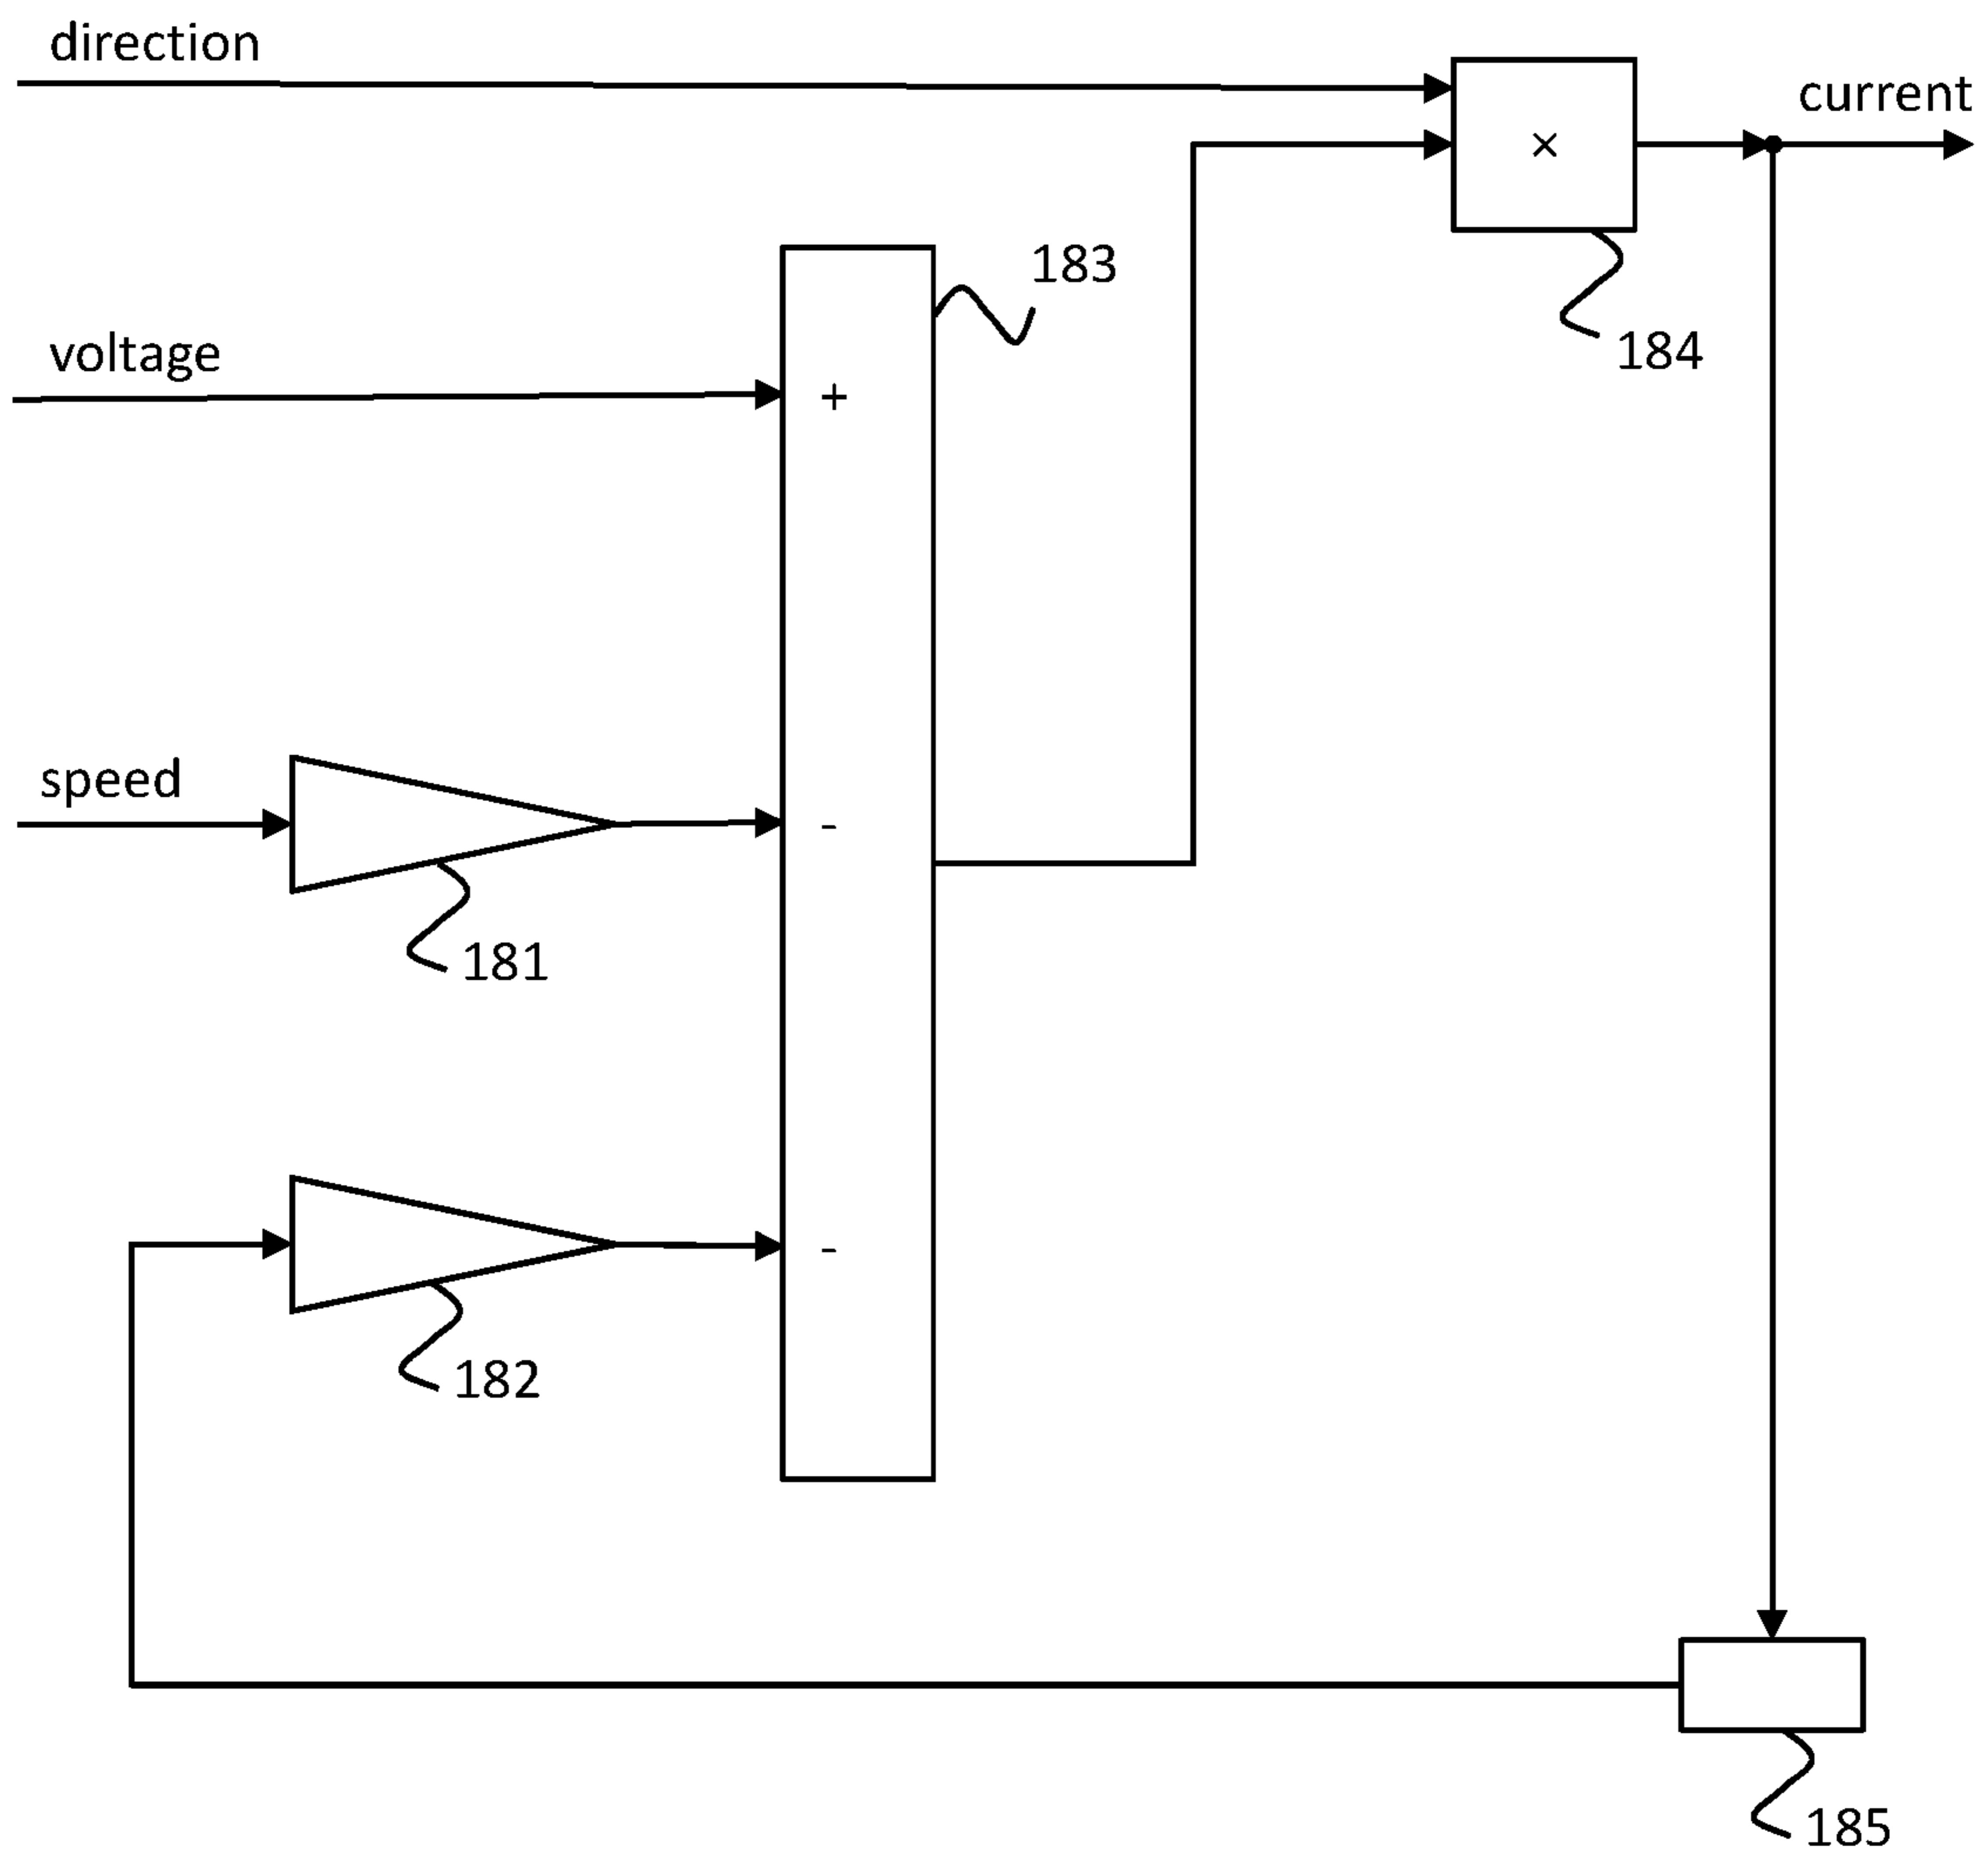 direction
current
×
183
184
voltage
+
speed
-
181
-
182
185